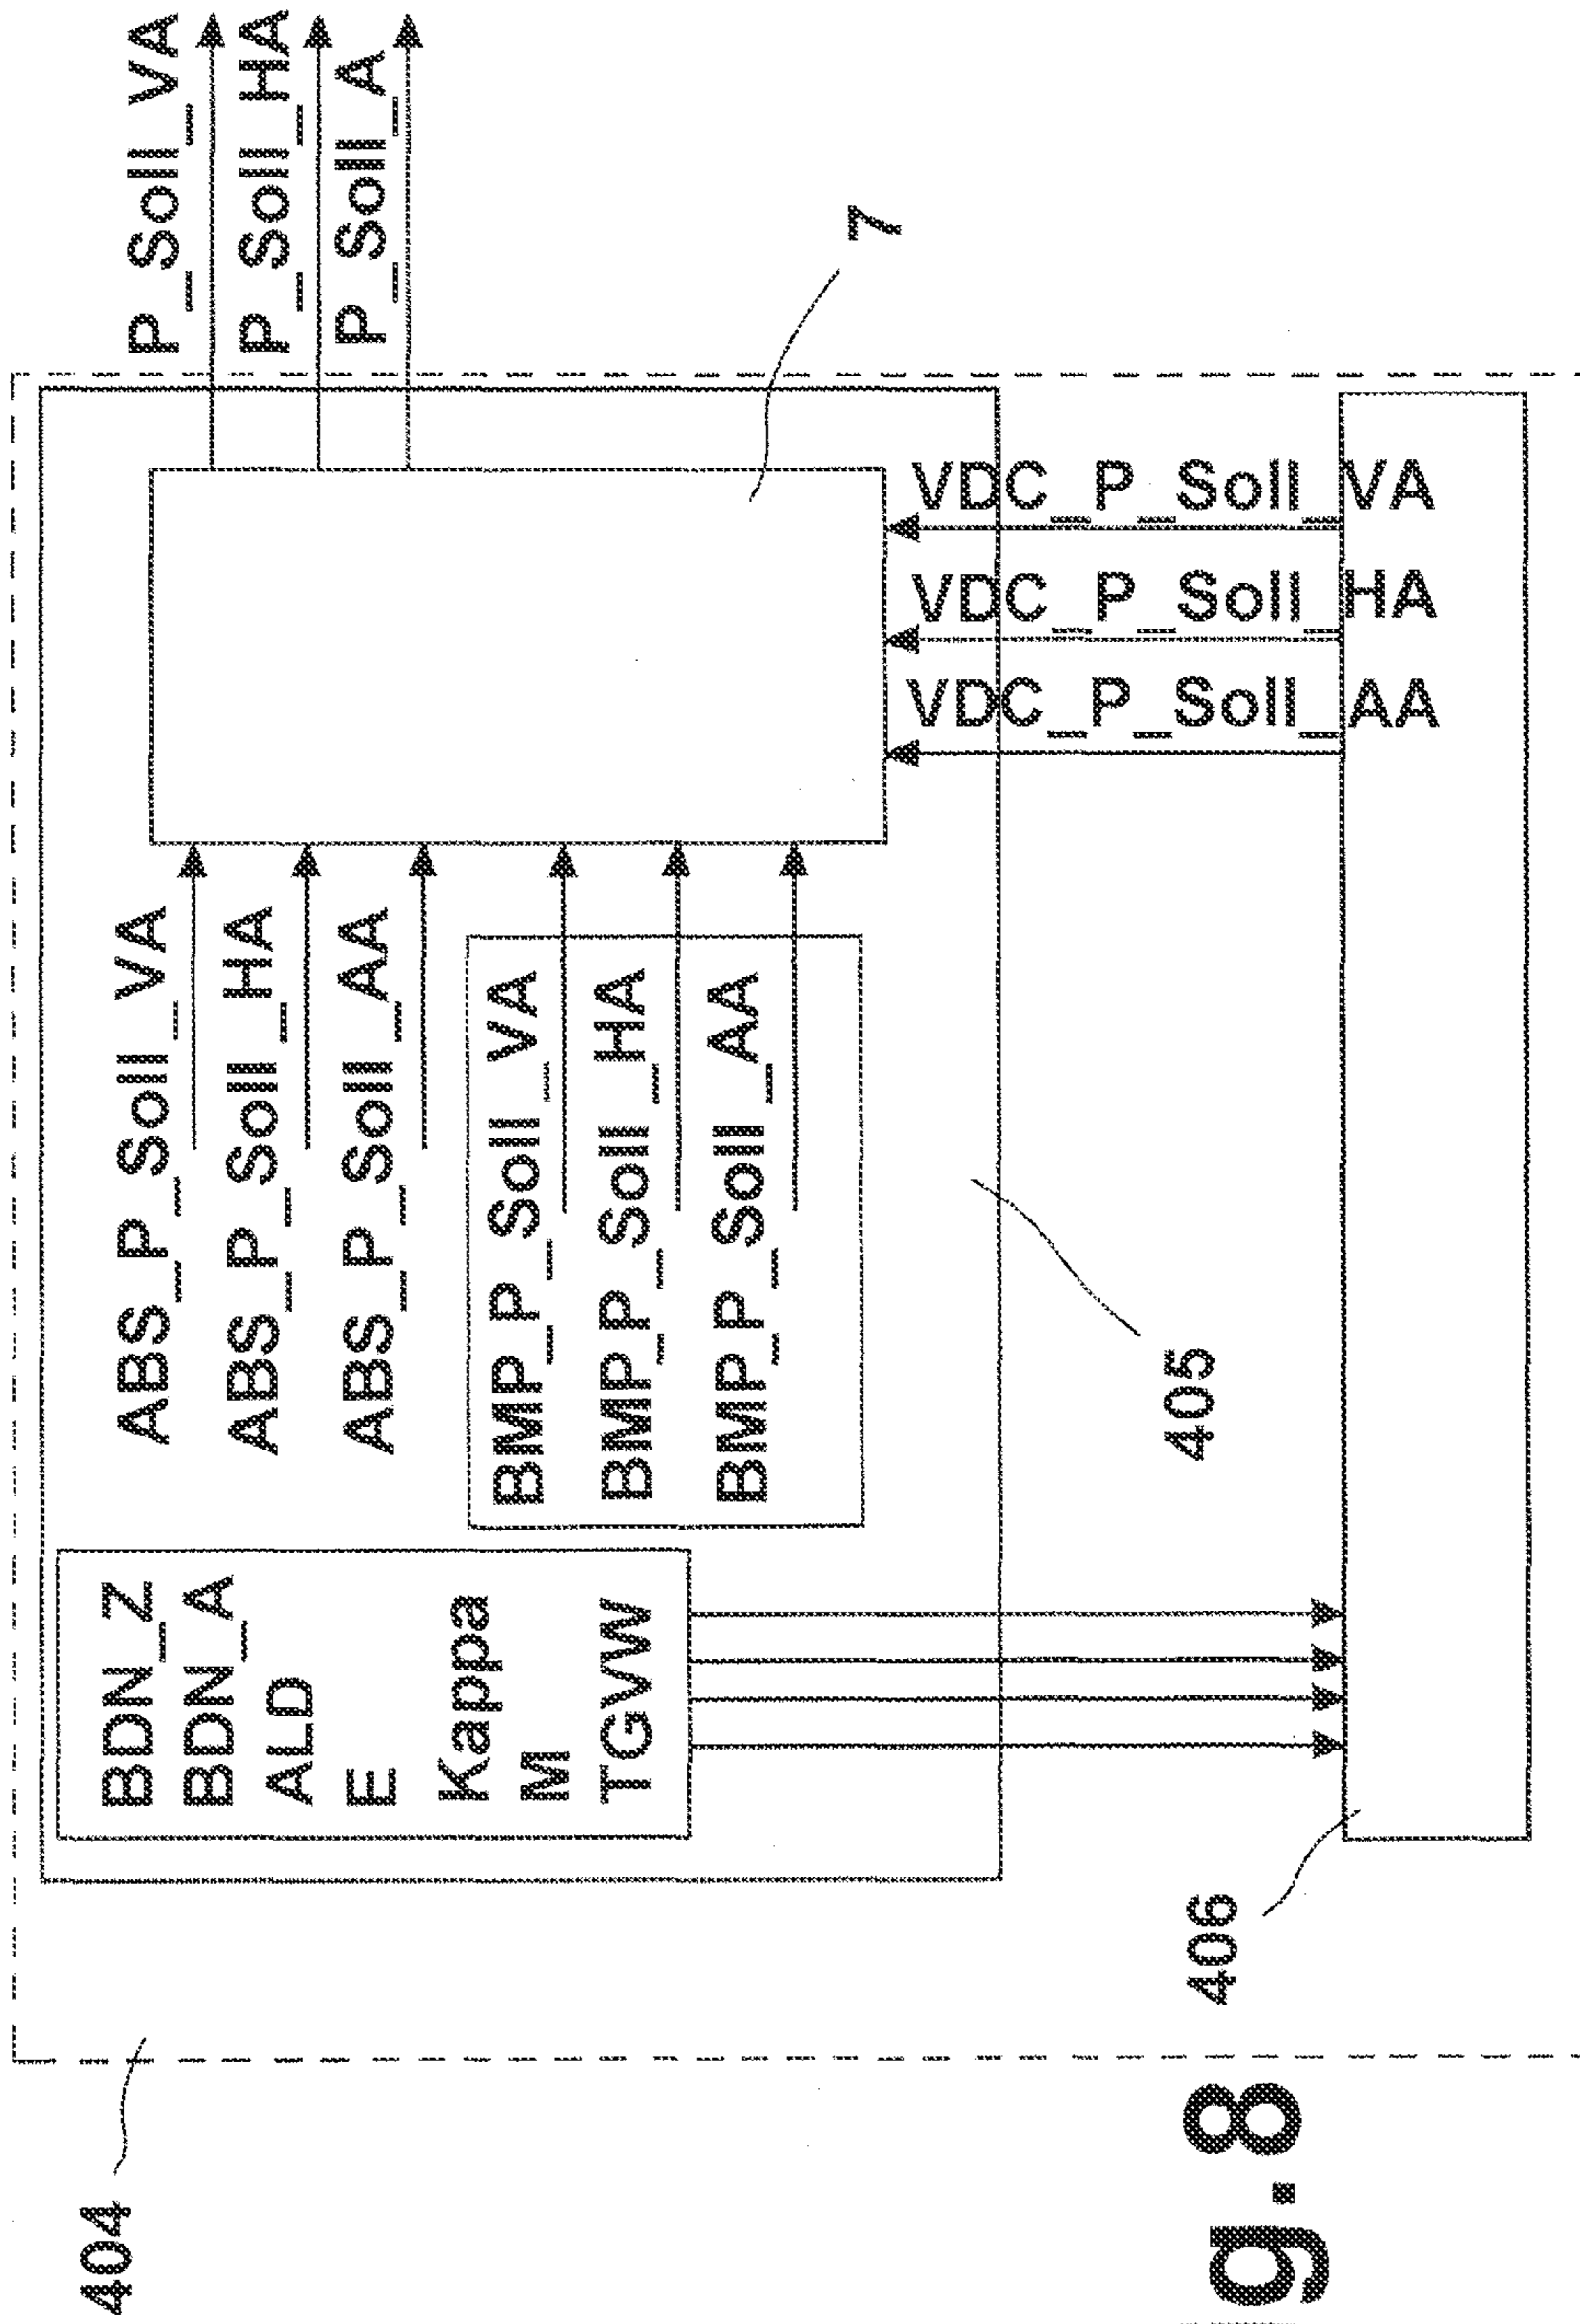 404
BDN_Z
BDN_A
ALD
E
Kappa
M
TGVW
ABS_P_Soll_VA
ABS_P_Soll_HA
ABS_P_Soll_AA
BMP_P_Soll_VA
BMP_P_Soll_HA
BMP_P_Soll_AA
P_Soll_VA
P_Soll_HA
P_Soll_A
7
VDC_P_Soll_VA
VDC_P_Soll_HA
VDC_P_Soll_AA
405
406
g.8